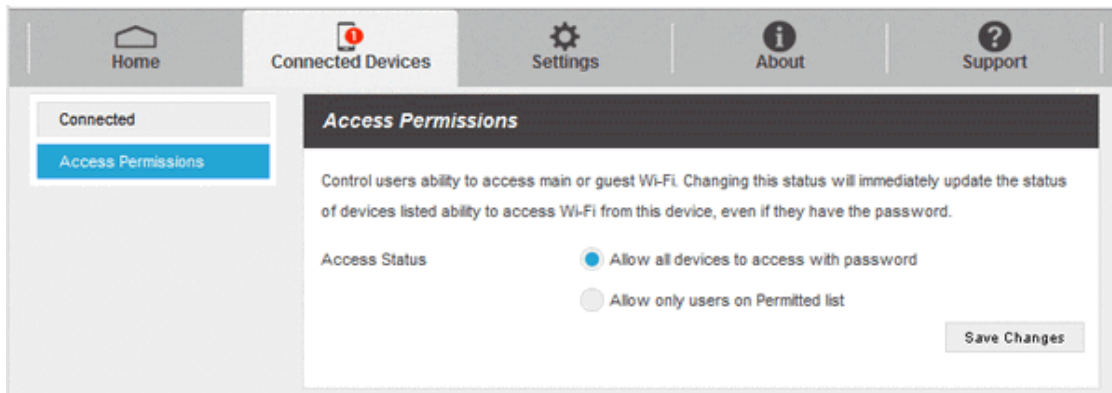 1
Home
Connected Devices
Settings
About
Support
Connected
Access Permissions
Access Permissions
Control users ability to access main or guest Wi-Fi. Changing this status will immediately update the status
of devices listed ability to access Wi-Fi from this device, even if they have the password.
Access Status
Allow all devices to access with password
Allow only users on Permitted list
Save Changes